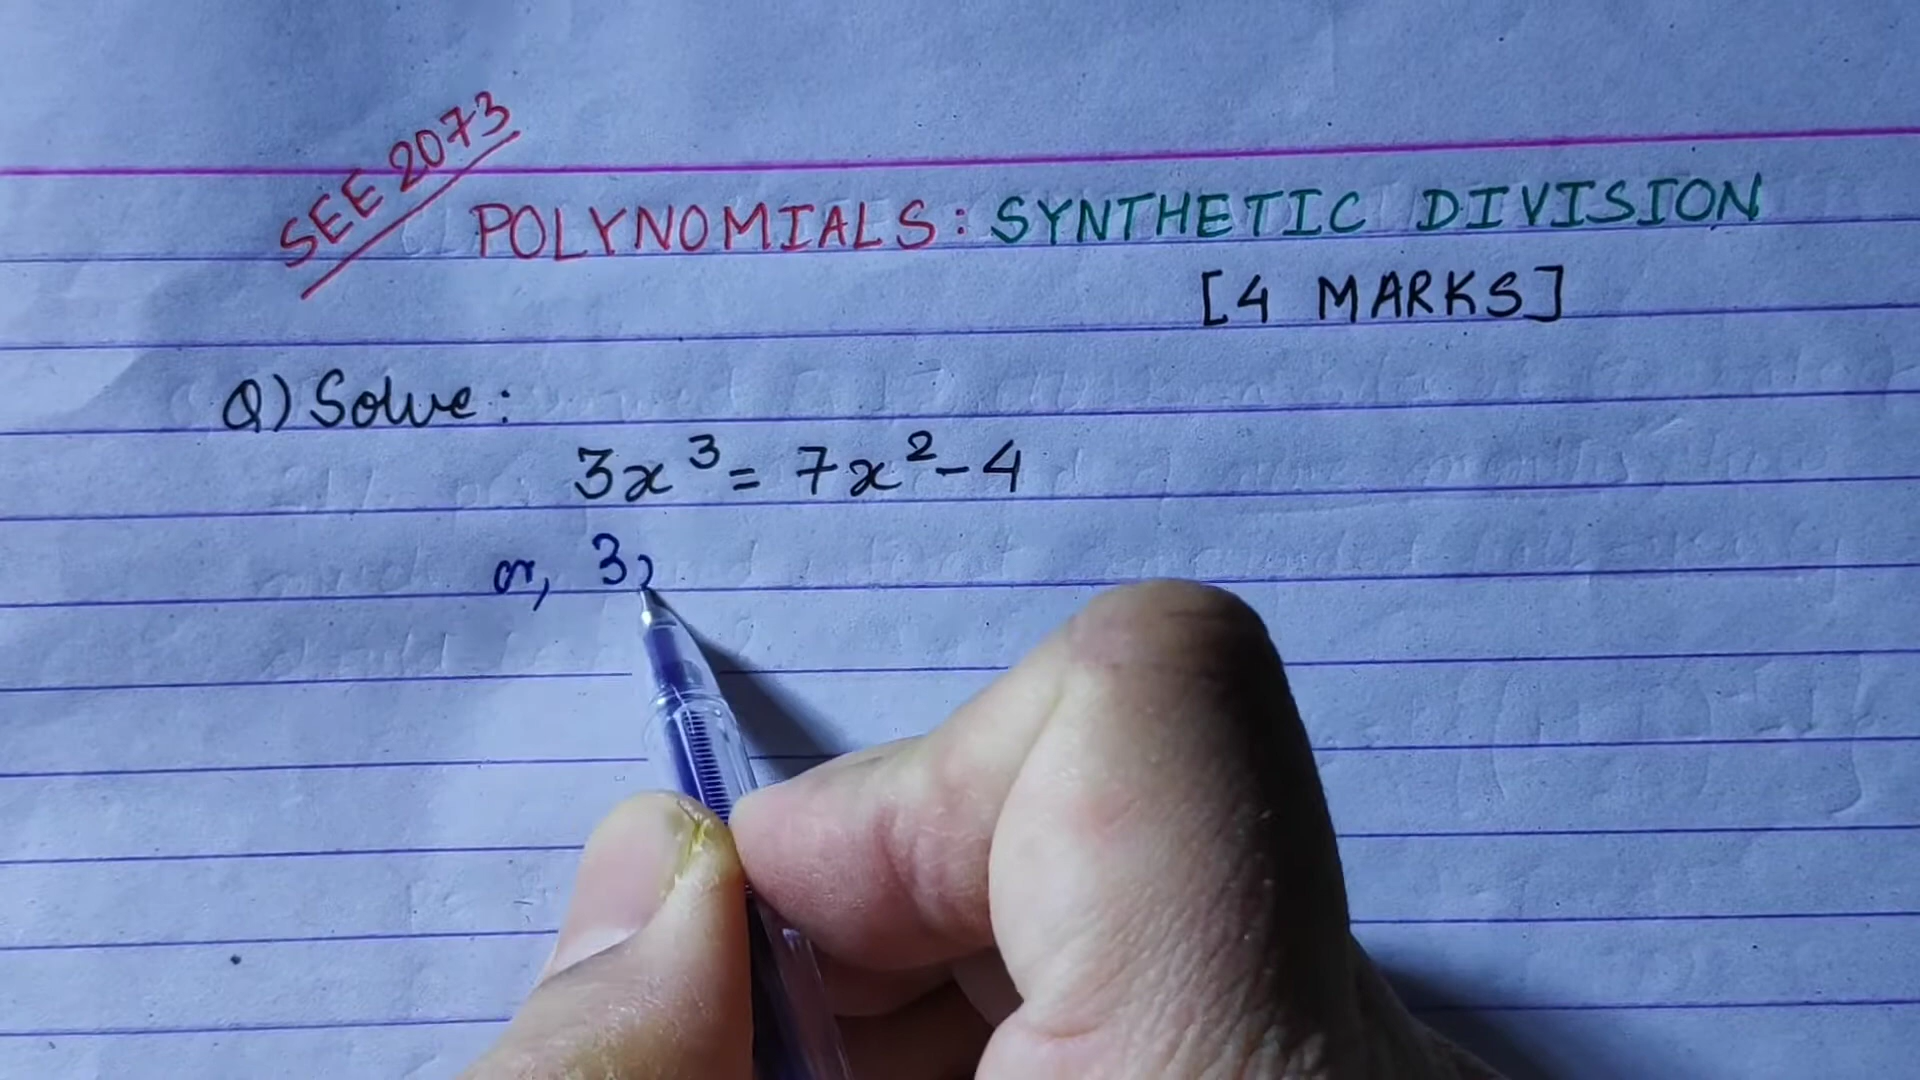 SEE 2073
POLYNOMIALS: SYNTHETIC DIVISION
[4 MARKS]
Q) Solve:
3x³ = 7x² - 4
or, 3